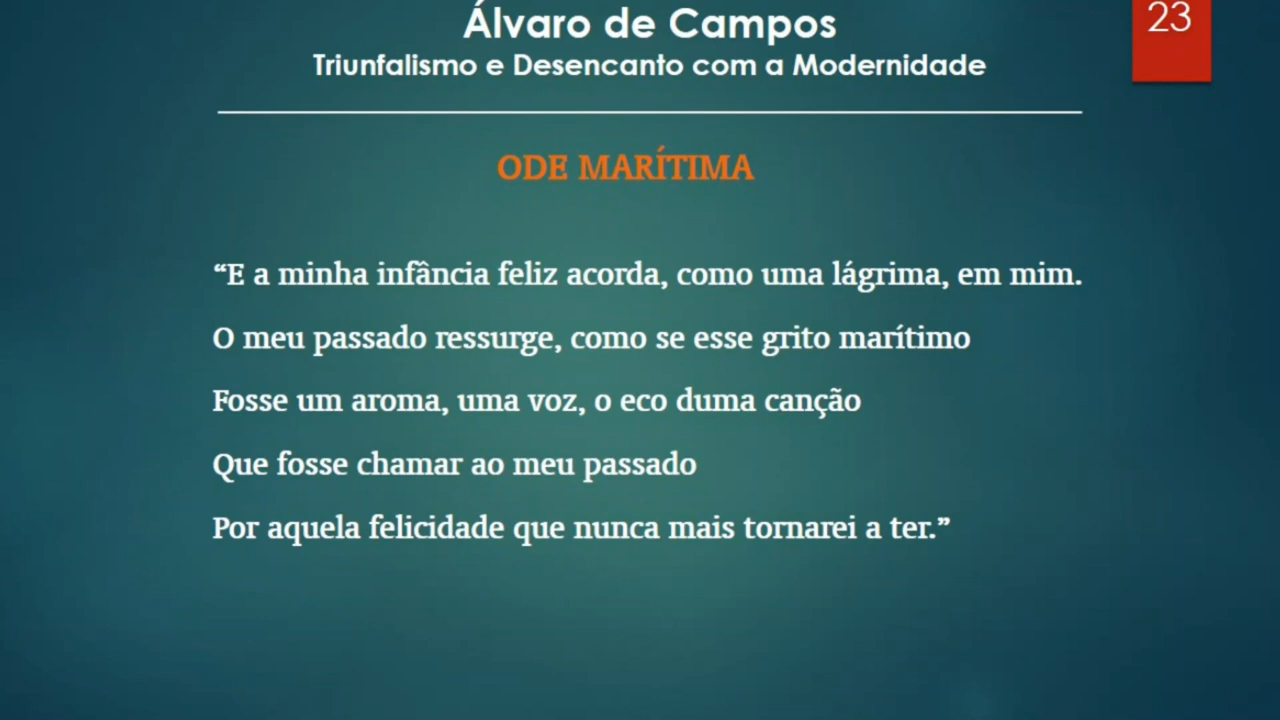 Álvaro de Campos
23
Triunfalismo e Desencanto com a Modernidade
ODE MARÍTIMA
“E a minha infância feliz acorda, como uma lágrima, em mim.
O meu passado ressurge, como se esse grito marítimo
Fosse um aroma, uma voz, o eco duma canção
Que fosse chamar ao meu passado
Por aquela felicidade que nunca mais tornarei a ter.”